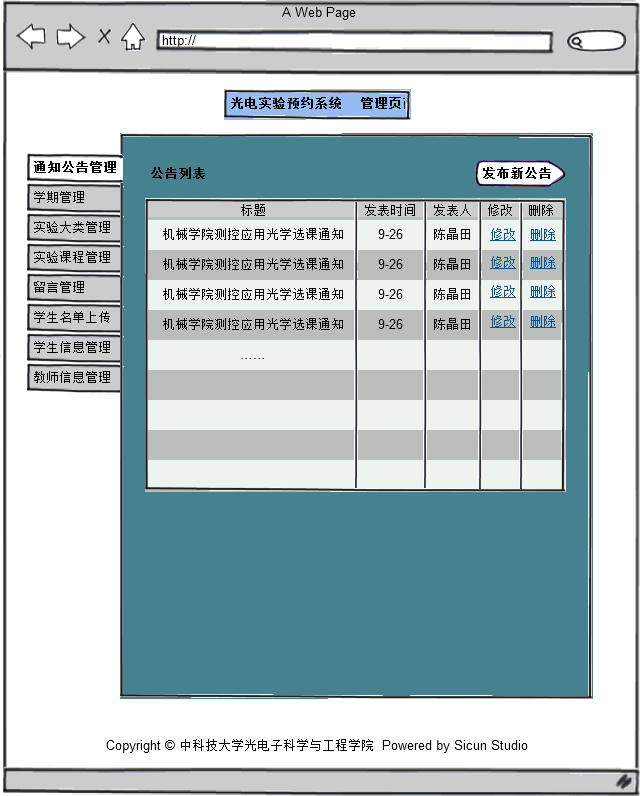 A Web Page
http://
光电实验预约系统 管理页i
通知公告管理
学期管理
实验大类管理
实验课程管理
留言管理
学生名单上传
学生信息管理
教师信息管理
公告列表
发布新公告
标题 发表时间 发表人 修改 删除
机械学院测控应用光学选课通知 9-26 陈晶田 修改 删除
机械学院测控应用光学选课通知 9-26 陈晶田 修改 删除
机械学院测控应用光学选课通知 9-26 陈晶田 修改 删除
机械学院测控应用光学选课通知 9-26 陈晶田 修改 删除
……
Copyright © 中科技大学光电子科学与工程学院 Powered by Sicun Studio